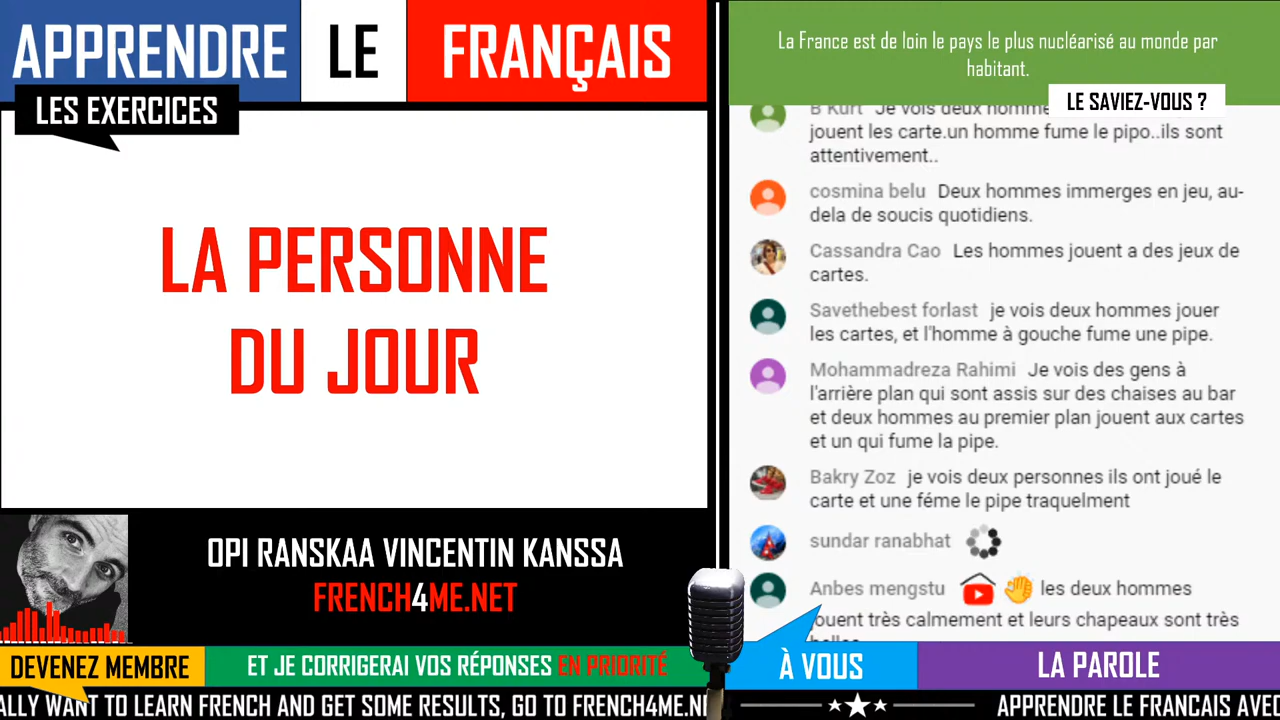 APPRENDRE LE FRANÇAIS
LES EXERCICES
LA PERSONNE
DU JOUR
OPI RANSKAA VINCENTIN KANSSA
FRENCH4ME.NET
DEVENEZ MEMBRE
ET JE CORRIGERAI VOS RÉPONSES EN PRIORITÉ
ALLY WANT TO LEARN FRENCH AND GET SOME RESULTS, GO TO FRENCH4ME.N
La France est de loin le pays le plus nucléarisé au monde par
habitant.
LE SAVIEZ-VOUS ?
B Kurt Je vois deux homme
jouent les carte.un homme fume le pipo..ils sont
attentivement..
cosmina belu Deux hommes immerges en jeu, au-
dela de soucis quotidiens.
Cassandra Cao Les hommes jouent a des jeux de
cartes.
Savethebest forlast je vois deux hommes jouer
les cartes, et l'homme à gouche fume une pipe.
Mohammadreza Rahimi Je vois des gens à
l'arrière plan qui sont assis sur des chaises au bar
et deux hommes au premier plan jouent aux cartes
et un qui fume la pipe.
Bakry Zoz je vois deux personnes ils ont joué le
carte et une féme le pipe traquelment
sundar ranabhat
Anbes mengstu les deux hommes
jouent très calmement et leurs chapeaux sont très
À VOUS
LA PAROLE
APPRENDRE LE FRANCAIS AVEC